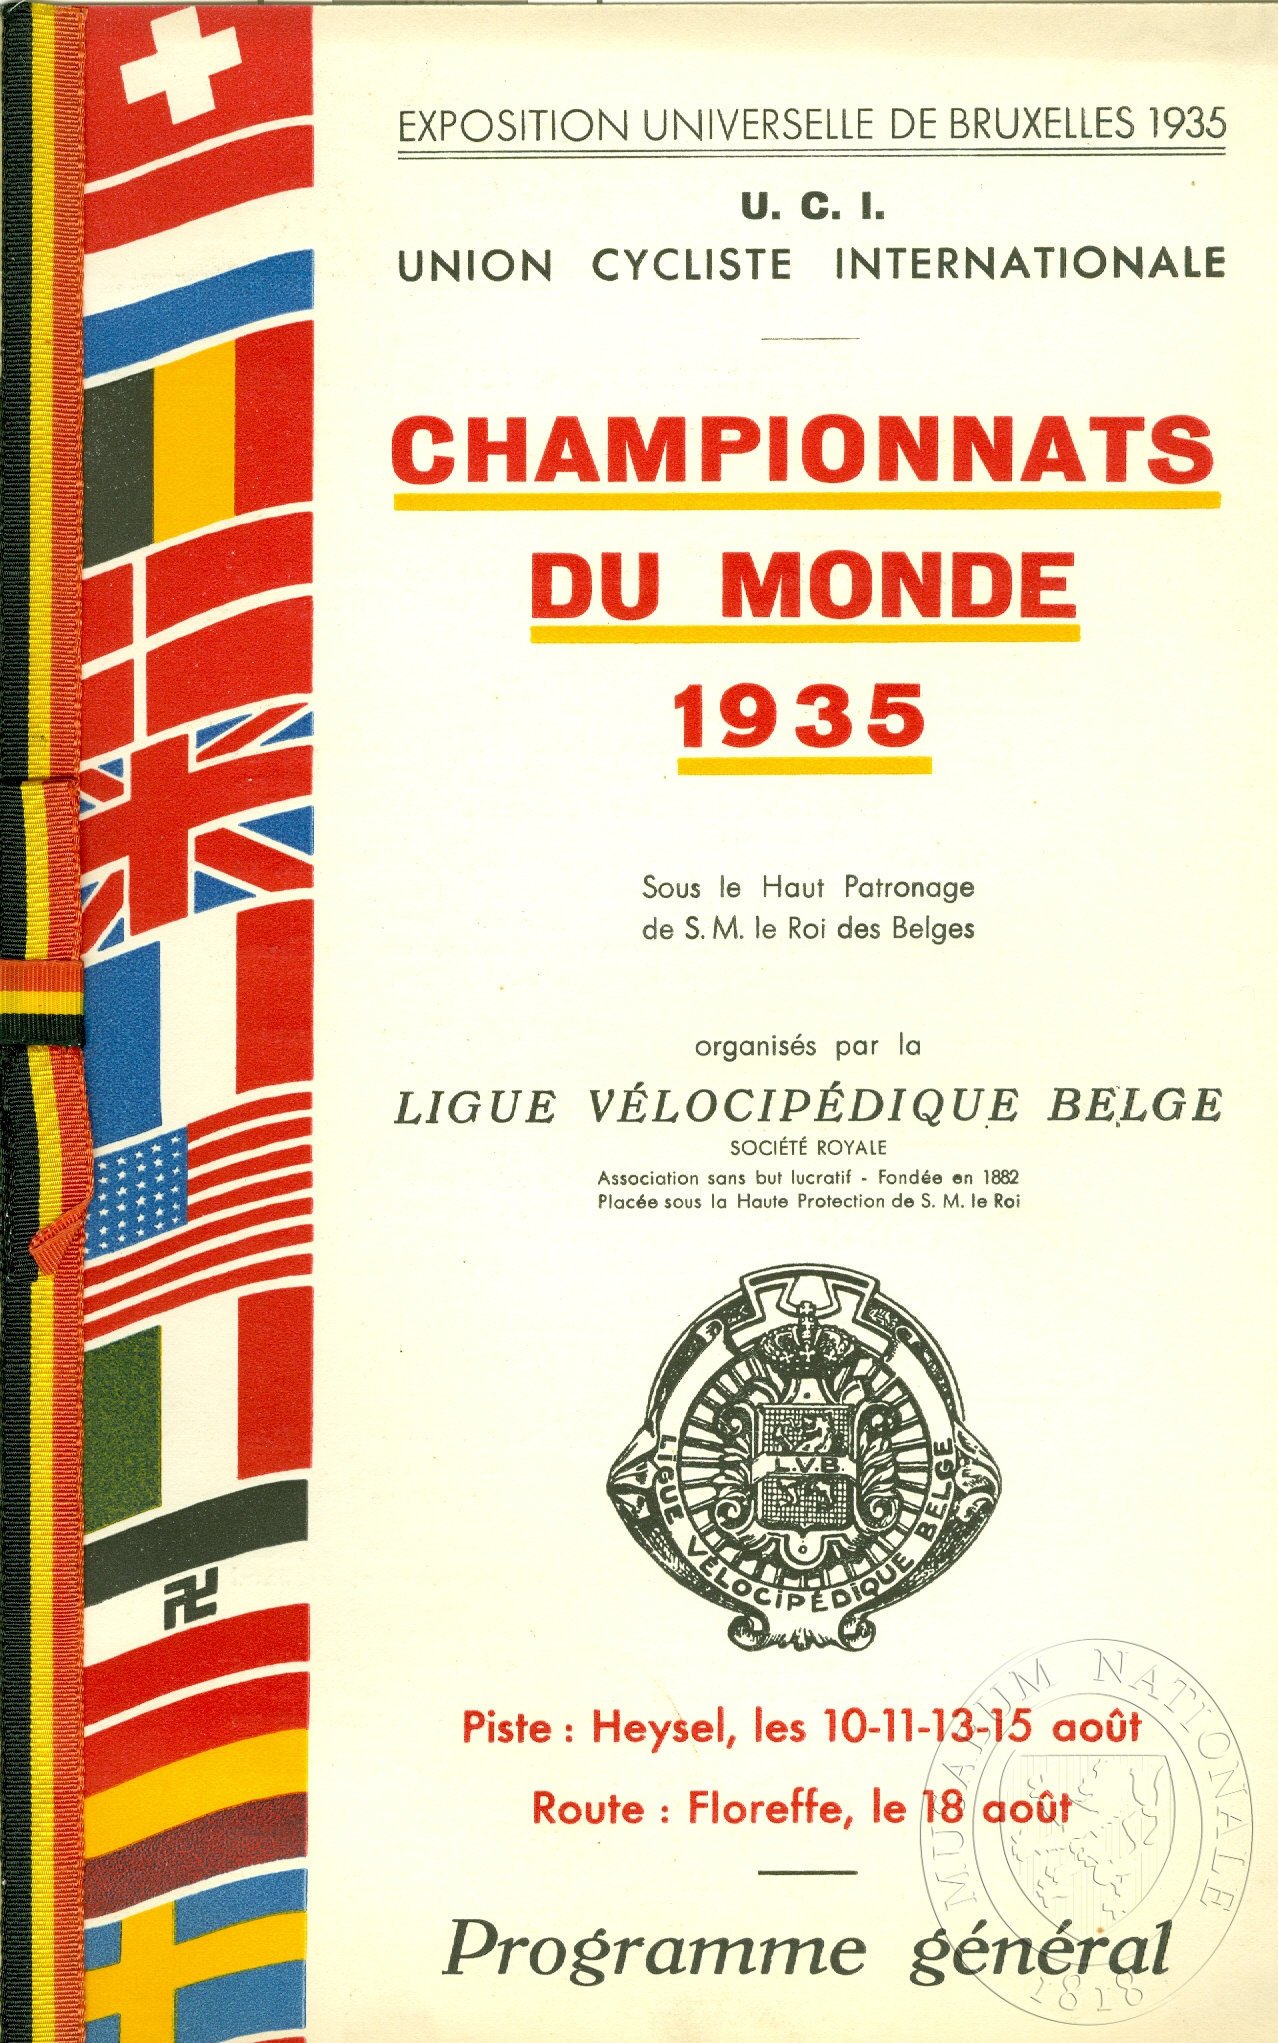 EXPOSITION UNIVERSELLE DE BRUXELLES 1935
U. C. I.
UNION CYCLISTE INTERNATIONALE
CHAMPIONNATS
DU MONDE
1935
Sous le Haut Patronage
de S. M. le Roi des Belges
organisés par la
LIGUE VÉLOCIPÉDIQUE BELGE
SOCIÉTÉ ROYALE
Association sans but lucratif - Fondée en 1882
Placée sous la Haute Protection de S. M. le Roi
L.V.B.
LIGUE VÉLOCIPÉDIQUE BELGE
Piste : Heysel, les 10-11-13-15 août
Route : Floreffe, le 18 août
Programme général
MUSAEUM NATIONALE
1818